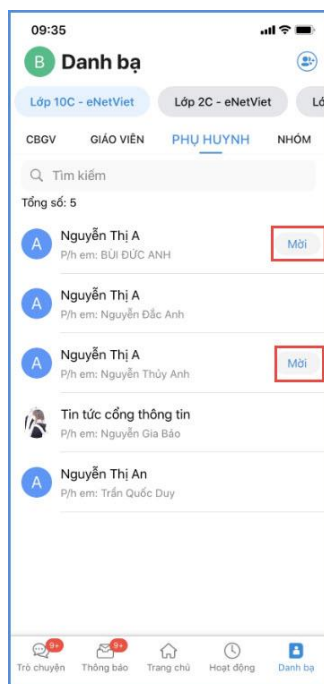 09:35
B Danh bạ
Lớp 10C - eNetViet Lớp 2C - eNetViet Lớ
CBGV GIÁO VIÊN PHỤ HUYNH NHÓM
Tìm kiếm
Tổng số: 5
A Nguyễn Thị A Mời
P/h em: BÙI ĐỨC ANH
A Nguyễn Thị A
P/h em: Nguyễn Đắc Anh
A Nguyễn Thị A Mời
P/h em: Nguyễn Thúy Anh
Tin tức cổng thông tin
P/h em: Nguyễn Gia Bảo
A Nguyễn Thị An
P/h em: Trần Quốc Duy
9+ 9+
Trò chuyện Thông báo Trang chủ Hoạt động Danh bạ